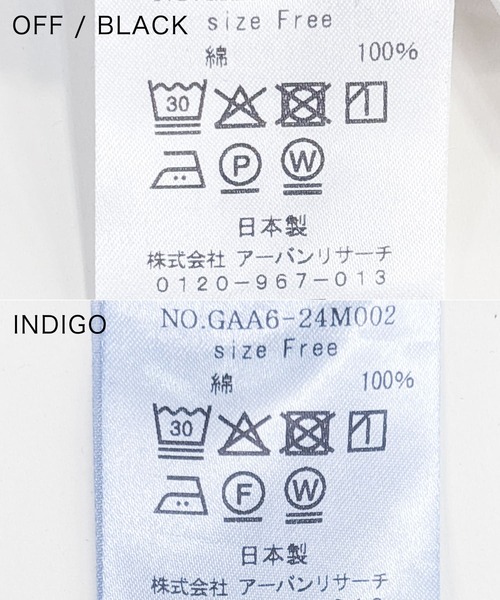 OFF / BLACK
size Free
綿 100%
30
P W
日本製
株式会社 アーバンリサーチ
0120-967-013
INDIGO
NO.GAA6-24M002
size Free
綿 100%
30
F W
日本製
株式会社 アーバンリサーチ